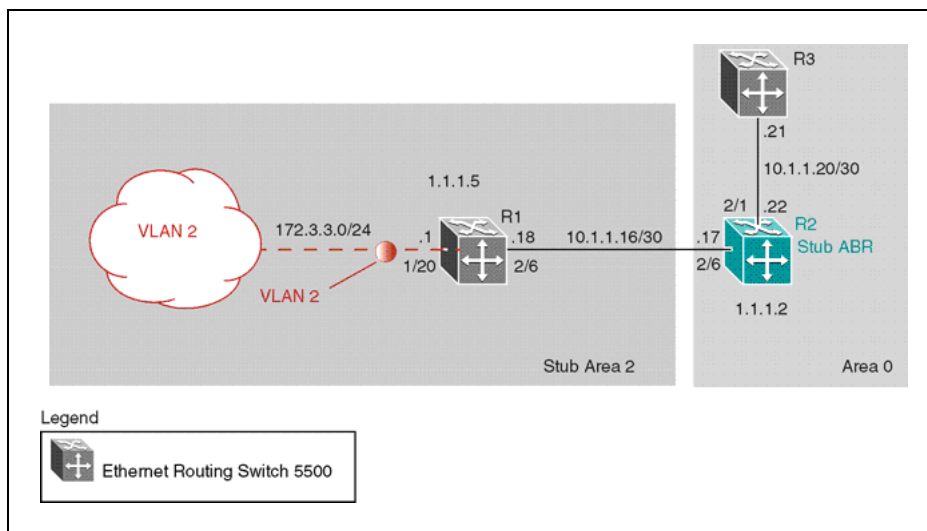 R3
.21
10.1.1.20/30
1.1.1.5
2/1
.22
VLAN 2
172.3.3.0/24
.1
R1
.18
10.1.1.16/30
.17
R2
Stub ABR
1/20
2/6
2/6
VLAN 2
1.1.1.2
Stub Area 2
Area 0
Legend
Ethernet Routing Switch 5500